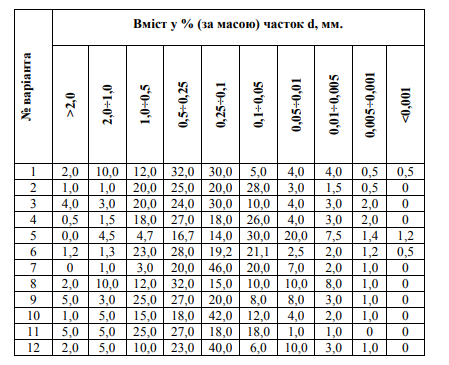 № варіанта
Вміст у % (за масою) часток d, мм.
>2,0
2,0÷1,0
1,0÷0,5
0,5÷0,25
0,25÷0,1
0,1÷0,05
0,05÷0,01
0,01÷0,005
0,005÷0,001
<0,001
1 2,0 10,0 12,0 32,0 30,0 5,0 4,0 4,0 0,5 0,5
2 1,0 1,0 20,0 25,0 20,0 28,0 3,0 1,5 0,5 0
3 4,0 3,0 20,0 24,0 30,0 10,0 4,0 3,0 2,0 0
4 0,5 1,5 18,0 27,0 18,0 26,0 4,0 3,0 2,0 0
5 0,0 4,5 4,7 16,7 14,0 30,0 20,0 7,5 1,4 1,2
6 1,2 1,3 23,0 28,0 19,2 21,1 2,5 2,0 1,2 0,5
7 0 1,0 3,0 20,0 46,0 20,0 7,0 2,0 1,0 0
8 2,0 10,0 12,0 32,0 15,0 10,0 10,0 8,0 1,0 0
9 5,0 3,0 25,0 27,0 20,0 8,0 8,0 3,0 1,0 0
10 1,0 5,0 15,0 18,0 42,0 12,0 4,0 2,0 1,0 0
11 5,0 5,0 25,0 27,0 18,0 18,0 1,0 1,0 0 0
12 2,0 5,0 10,0 23,0 40,0 6,0 10,0 3,0 1,0 0